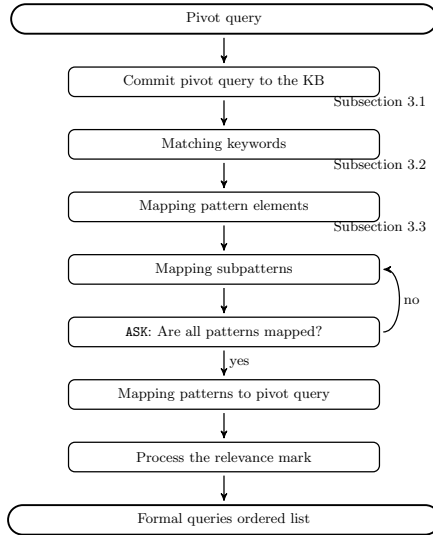 Pivot query
Commit pivot query to the KB
Subsection 3.1
Matching keywords
Subsection 3.2
Mapping pattern elements
Subsection 3.3
Mapping subpatterns
no
ASK: Are all patterns mapped?
yes
Mapping patterns to pivot query
Process the relevance mark
Formal queries ordered list